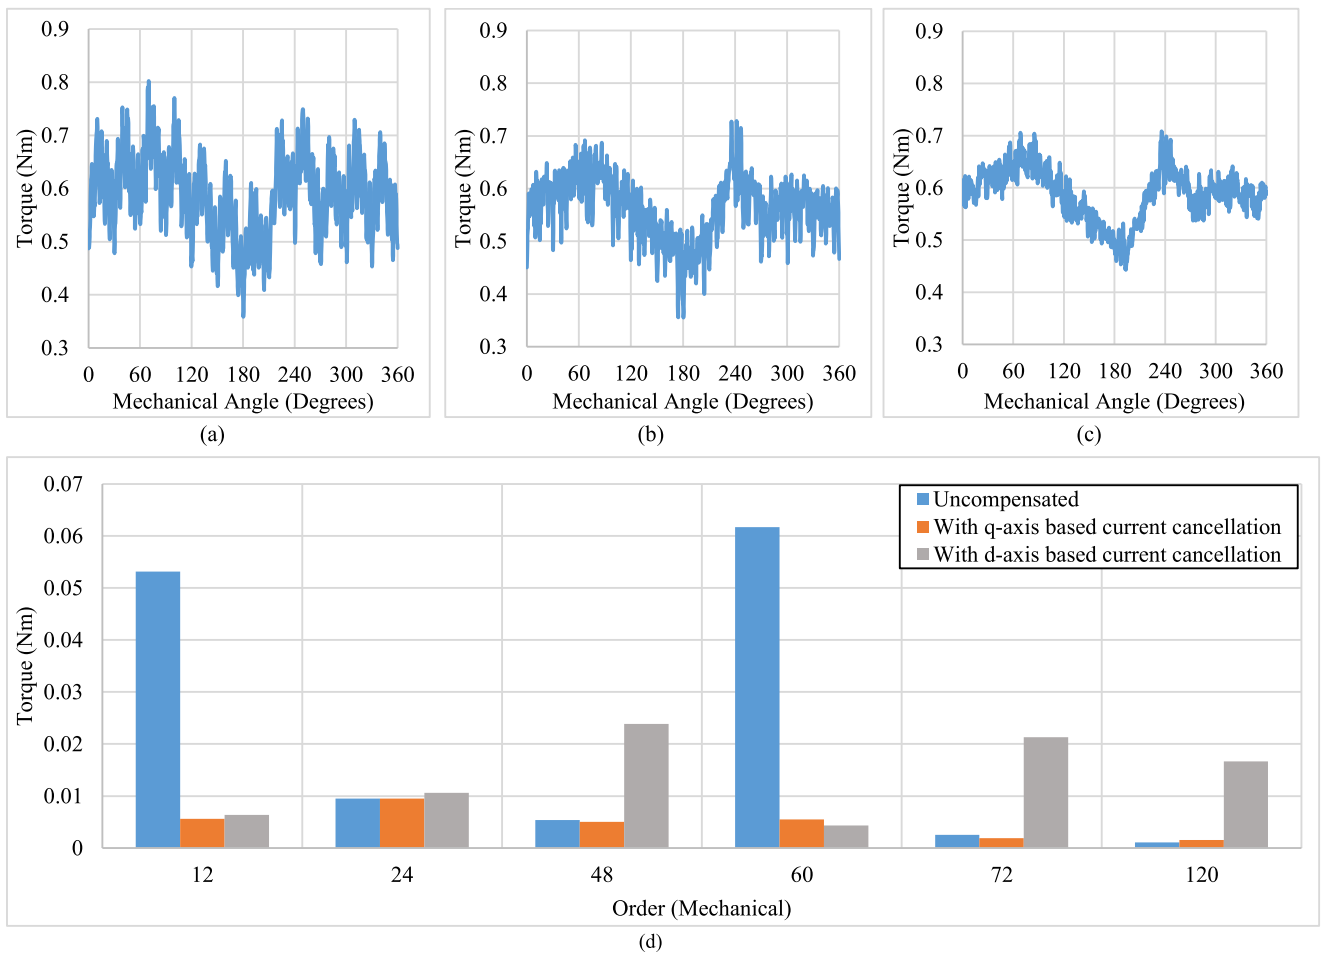 0.9
0.8
0.7
0.6
0.5
0.4
0.3
Torque (Nm)
0 60 120 180 240 300 360
Mechanical Angle (Degrees)
(a)
0.9
0.8
0.7
0.6
0.5
0.4
0.3
Torque (Nm)
0 60 120 180 240 300 360
Mechanical Angle (Degrees)
(b)
0.9
0.8
0.7
0.6
0.5
0.4
0.3
Torque (Nm)
0 60 120 180 240 300 360
Mechanical Angle (Degrees)
(c)
0.07
0.06
0.05
0.04
0.03
0.02
0.01
0
Torque (Nm)
Uncompensated
With q-axis based current cancellation
With d-axis based current cancellation
12 24 48 60 72 120
Order (Mechanical)
(d)